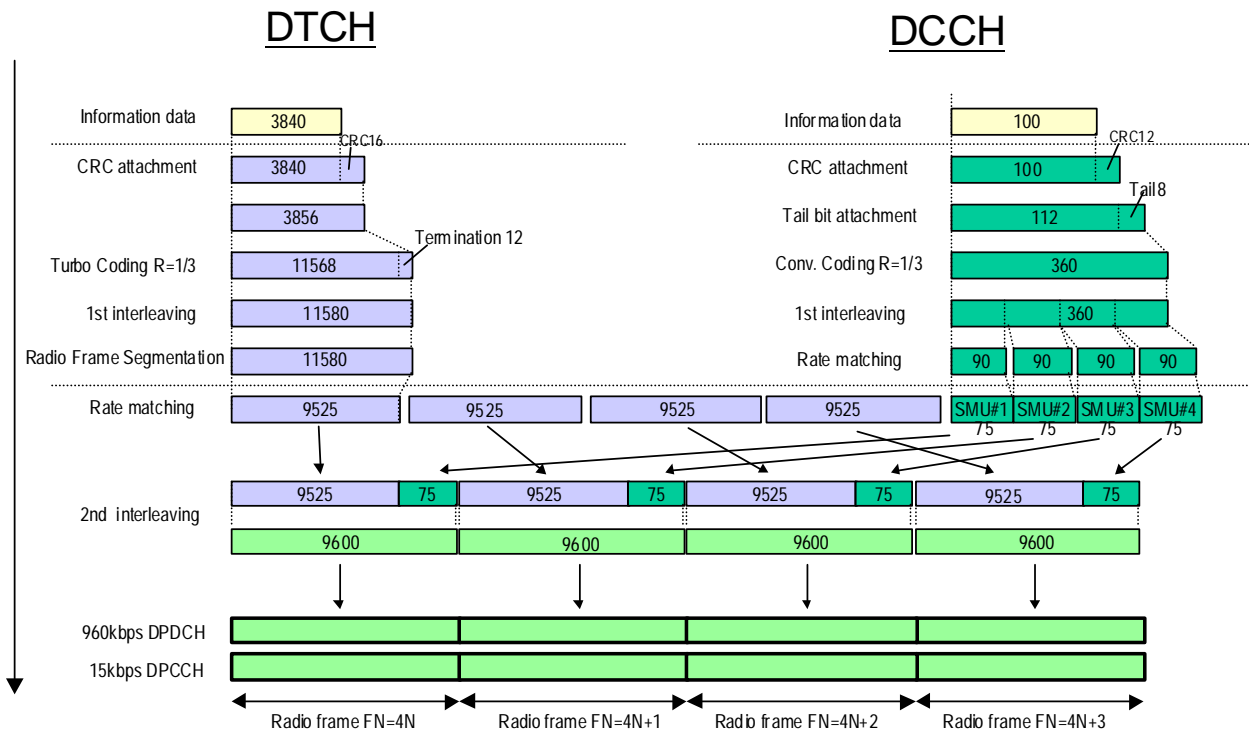 DTCH DCCH
Information data 3840 Information data 100
CRC16 CRC12
CRC attachment 3840 CRC attachment 100
Tail8
3856 Tail bit attachment 112
Termination 12
Turbo Coding R=1/3 11568 Conv. Coding R=1/3 360
1st interleaving 11580 1st interleaving 360
Radio Frame Segmentation 11580 Rate matching 90 90 90 90
Rate matching 9525 9525 9525 9525 SMU#1 SMU#2 SMU#3 SMU#4
75 75 75 75
9525 75 9525 75 9525 75 9525 75
2nd interleaving
9600 9600 9600 9600
960kbps DPDCH
15kbps DPCCH
Radio frame FN=4N Radio frame FN=4N+1 Radio frame FN=4N+2 Radio frame FN=4N+3